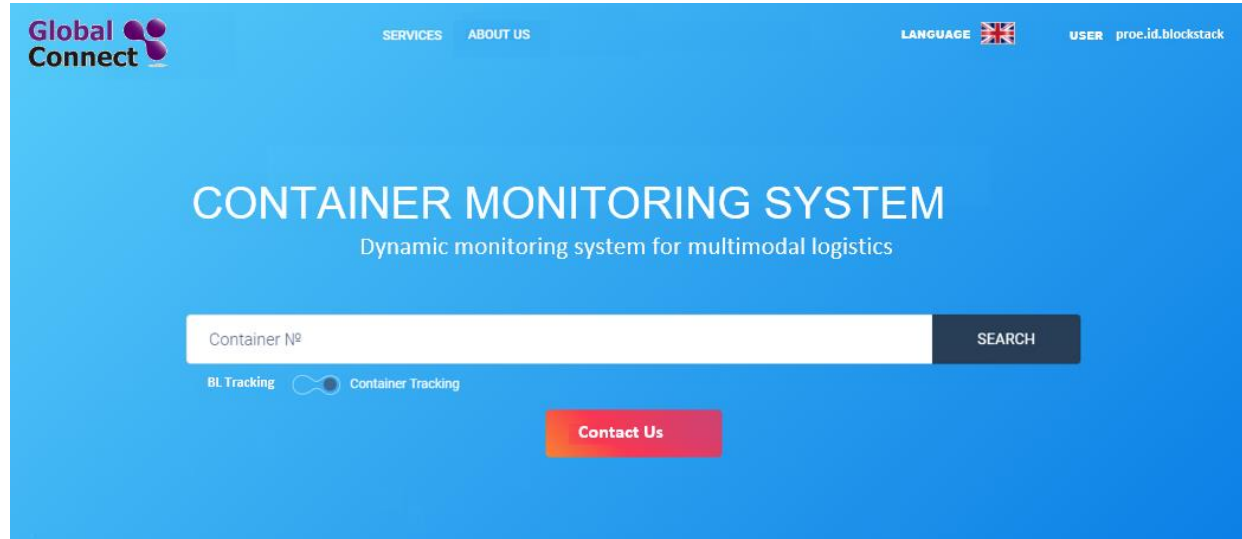 Global
Connect
SERVICES ABOUT US
LANGUAGE
USER proe.id.blockstack
CONTAINER MONITORING SYSTEM
Dynamic monitoring system for multimodal logistics
Container №
SEARCH
BL Tracking
Container Tracking
Contact Us